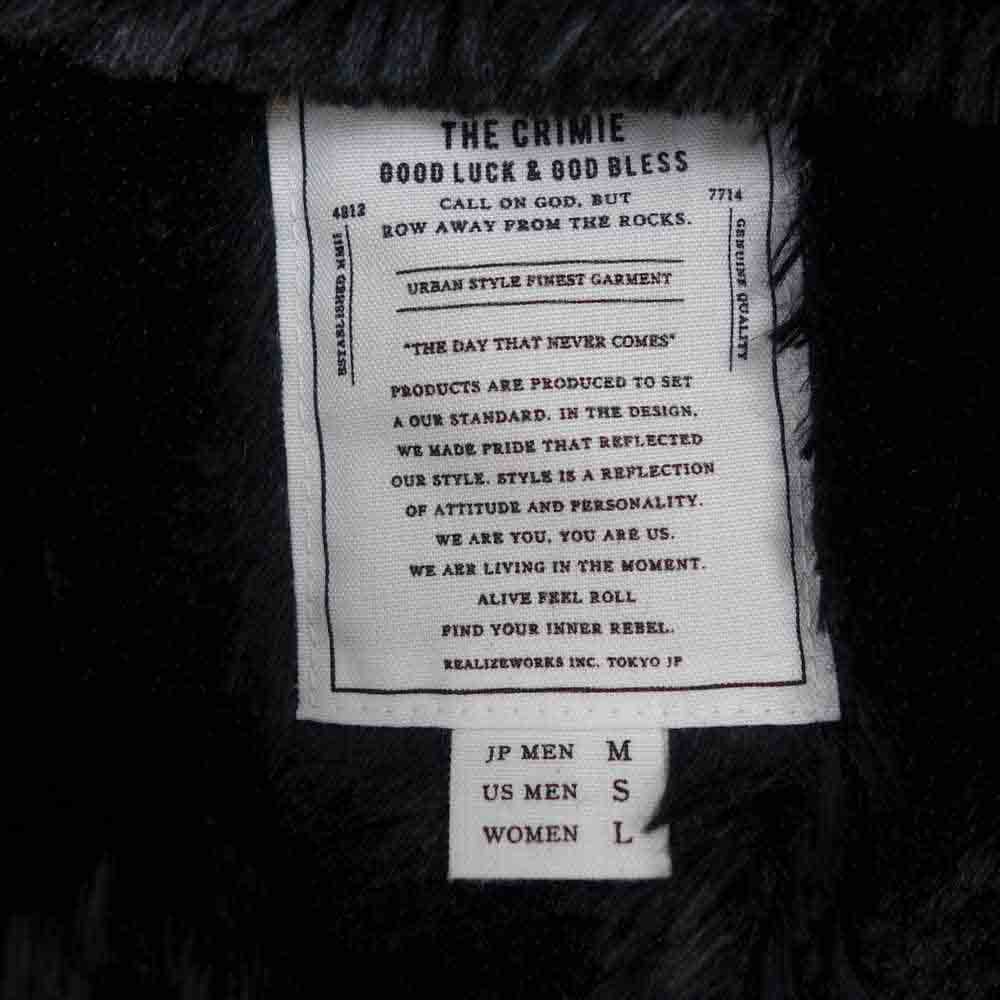 THE CRIMIE
GOOD LUCK & GOD BLESS
CALL ON GOD, BUT
ROW AWAY FROM THE ROCKS.
4813
7714
ESTABLISHED
GENUINE QUALITY
URBAN STYLE FINEST GARMENT
"THE DAY THAT NEVER COMES"
PRODUCTS ARE PRODUCED TO SET
A OUR STANDARD. IN THE DESIGN,
WE MADE PRIDE THAT REFLECTED
OUR STYLE. STYLE IS A REFLECTION
OF ATTITUDE AND PERSONALITY.
WE ARE YOU, YOU ARE US.
WE ARE LIVING IN THE MOMENT.
ALIVE FEEL ROLL
FIND YOUR INNER REBEL.
REALIZEWORKS INC. TOKYO JP
JP MEN M
US MEN S
WOMEN L